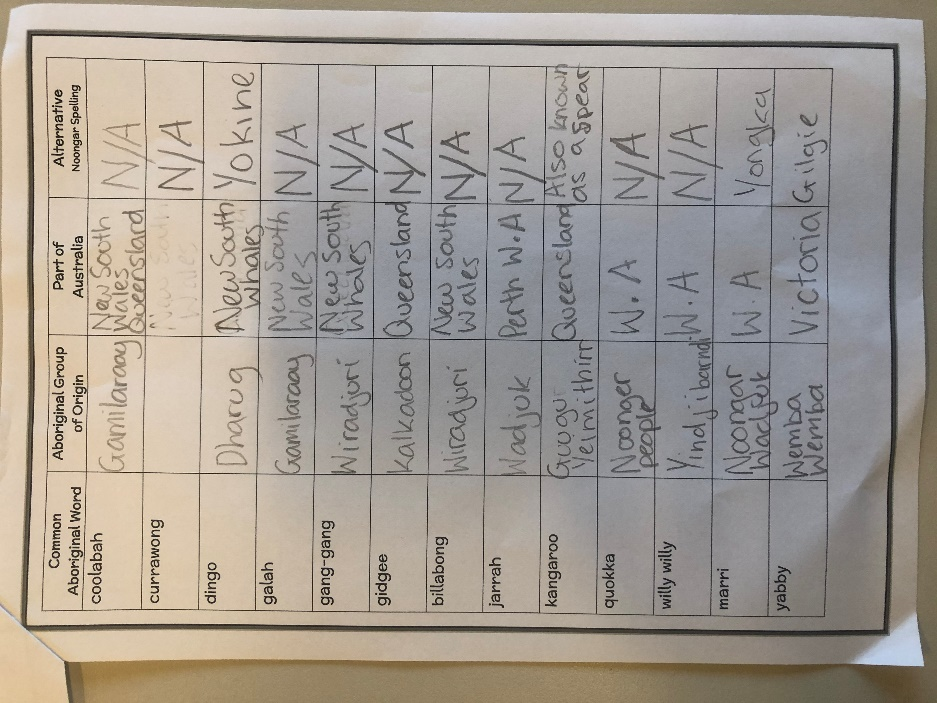 Common Aboriginal Word | Aboriginal Group of Origin | Part of Australia | Alternative Noongar Spelling
coolabah | Gamilaraay | New South Wales Queensland | N/A
currawong | | New South Wales | N/A
dingo | Dharug | New South Whales | Yokine
galah | Gamilaraay | New South Wales | N/A
gang-gang | Wiradjuri | New South Whales | N/A
gidgee | Kalkadoon | Queensland | N/A
billabong | Wiradjuri | New South Wales | N/A
jarrah | Wadjuk | Perth W.A | N/A
kangaroo | Guugu Yelmithirr | Queensland | Also known as a spear
quokka | Noonger people | W.A | N/A
willy willy | Yindjibarndi | W.A | N/A
marri | Noongar Wadjuk | W.A | Yongka
yabby | Wemba Wemba | Victoria | Gilgie